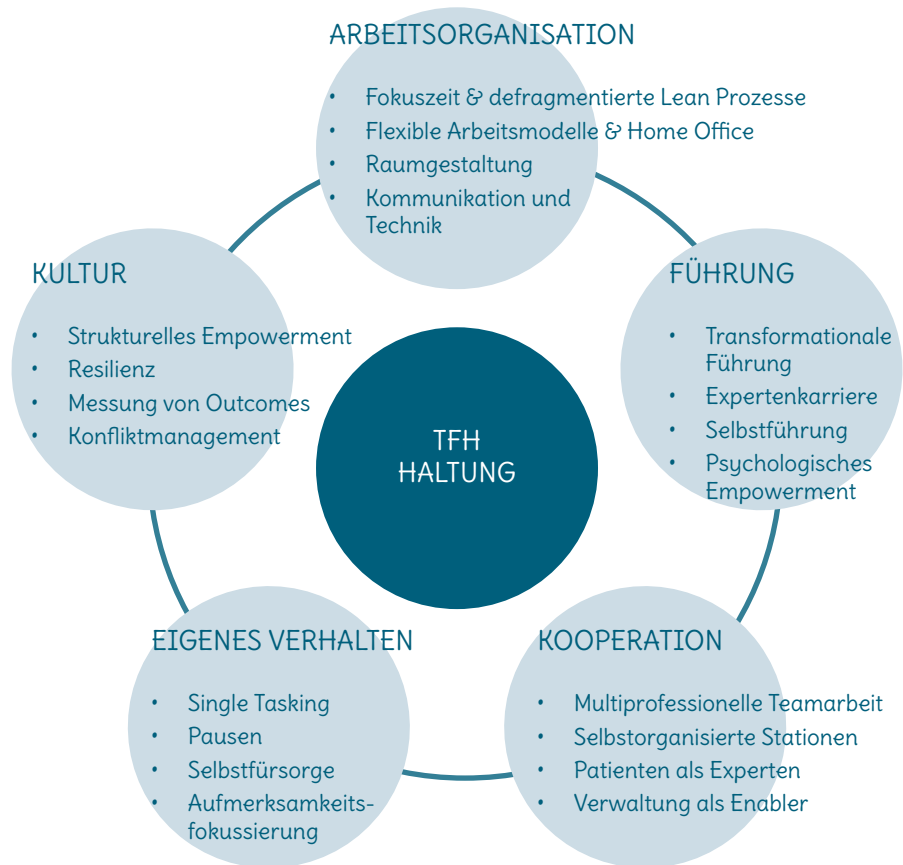 ARBEITSORGANISATION
• Fokuszeit & defragmentierte Lean Prozesse
• Flexible Arbeitsmodelle & Home Office
• Raumgestaltung
• Kommunikation und
Technik
KULTUR
• Strukturelles Empowerment
• Resilienz
• Messung von Outcomes
• Konfliktmanagement
FÜHRUNG
• Transformationale
Führung
• Expertenkarriere
• Selbstführung
• Psychologisches
Empowerment
TFH
HALTUNG
EIGENES VERHALTEN
• Single Tasking
• Pausen
• Selbstfürsorge
• Aufmerksamkeits-
fokussierung
KOOPERATION
• Multiprofessionelle Teamarbeit
• Selbstorganisierte Stationen
• Patienten als Experten
• Verwaltung als Enabler